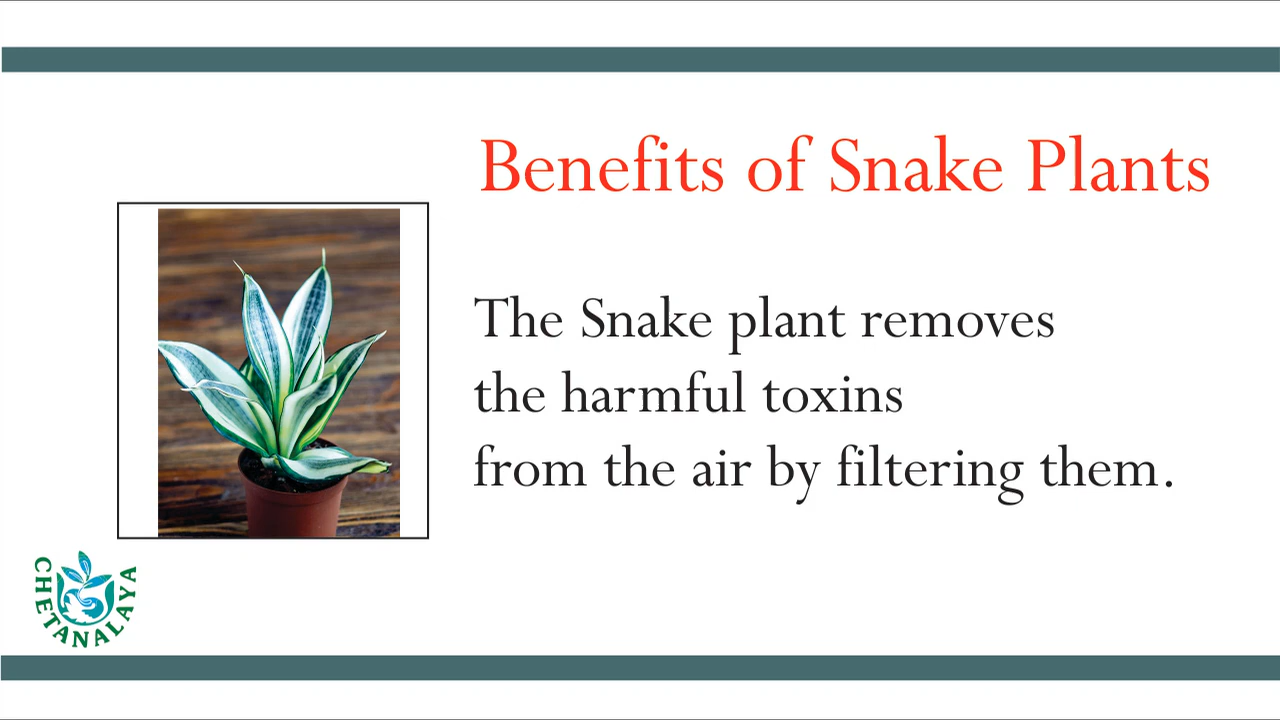 Benefits of Snake Plants
The Snake plant removes
the harmful toxins
from the air by filtering them.
CHETANALAYA